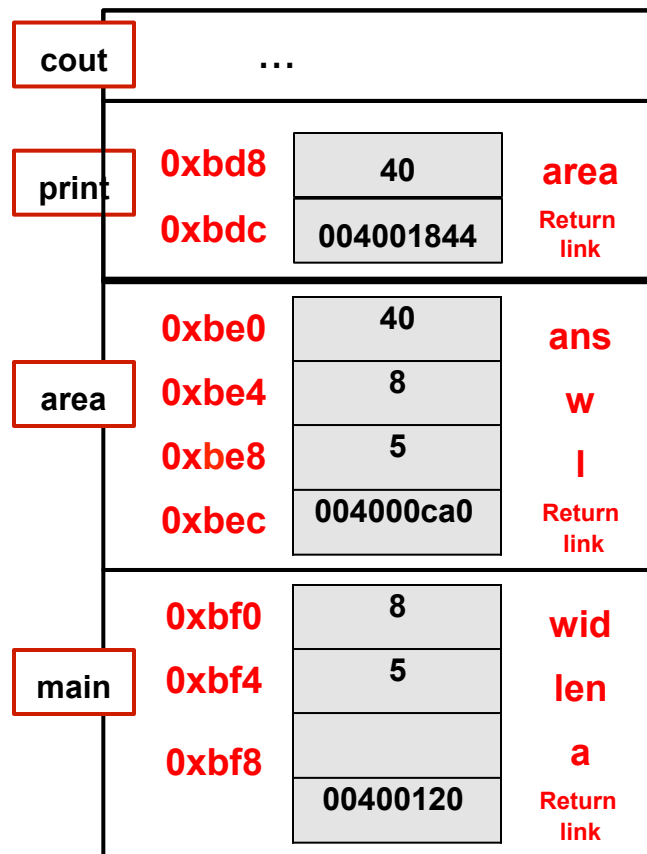 cout ...
print 0xbd8 40 area
0xbdc 004001844 Return link
area 0xbe0 40 ans
0xbe4 8 w
0xbe8 5 l
0xbec 004000ca0 Return link
main 0xbf0 8 wid
0xbf4 5 len
0xbf8 a
00400120 Return link